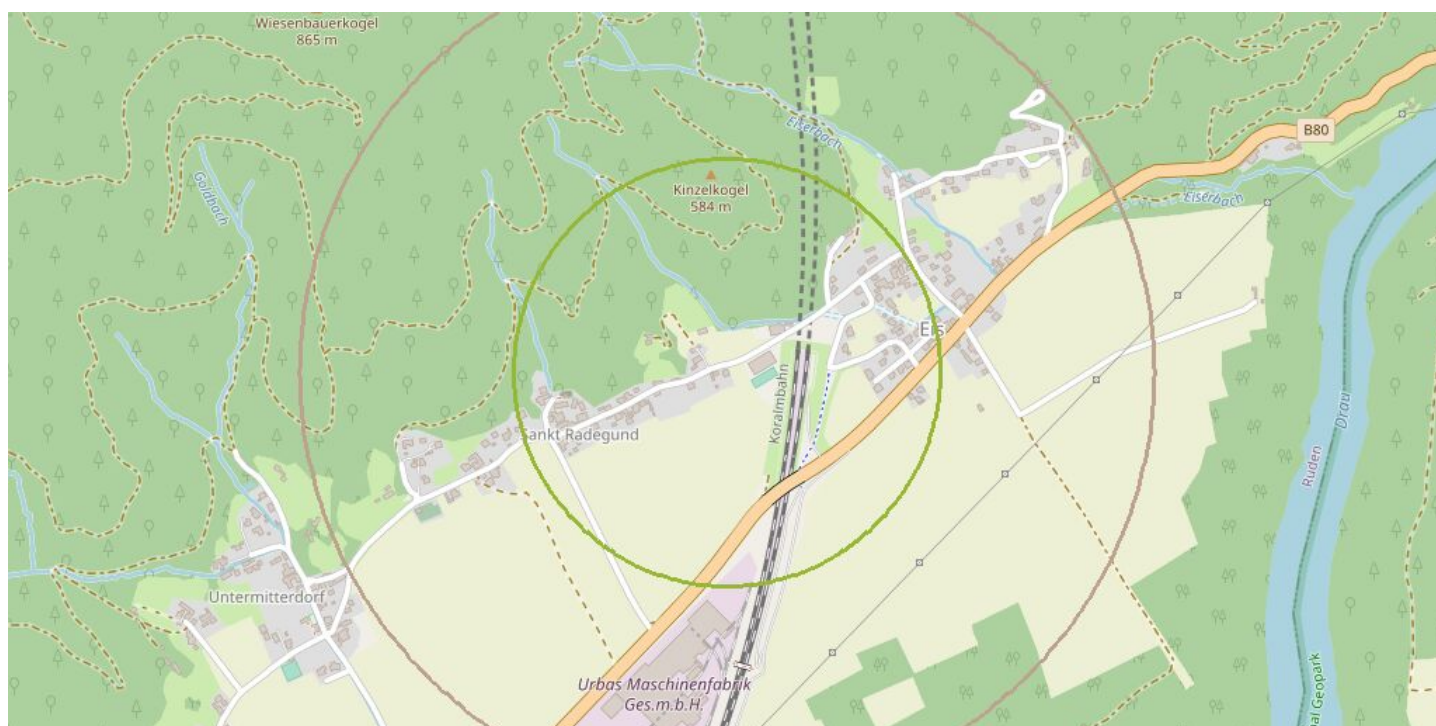 Wiesenbauerkogel
865 m
Eiserbach
B80
Goldbach
Kinzelkogel
584 m
Eiserbach
Eis
Drau
Koralmbahn
Sankt Radegund
Ruden
Untermitterdorf
Urbas Maschinenfabrik
Ges.m.b.H.
nal Geopark